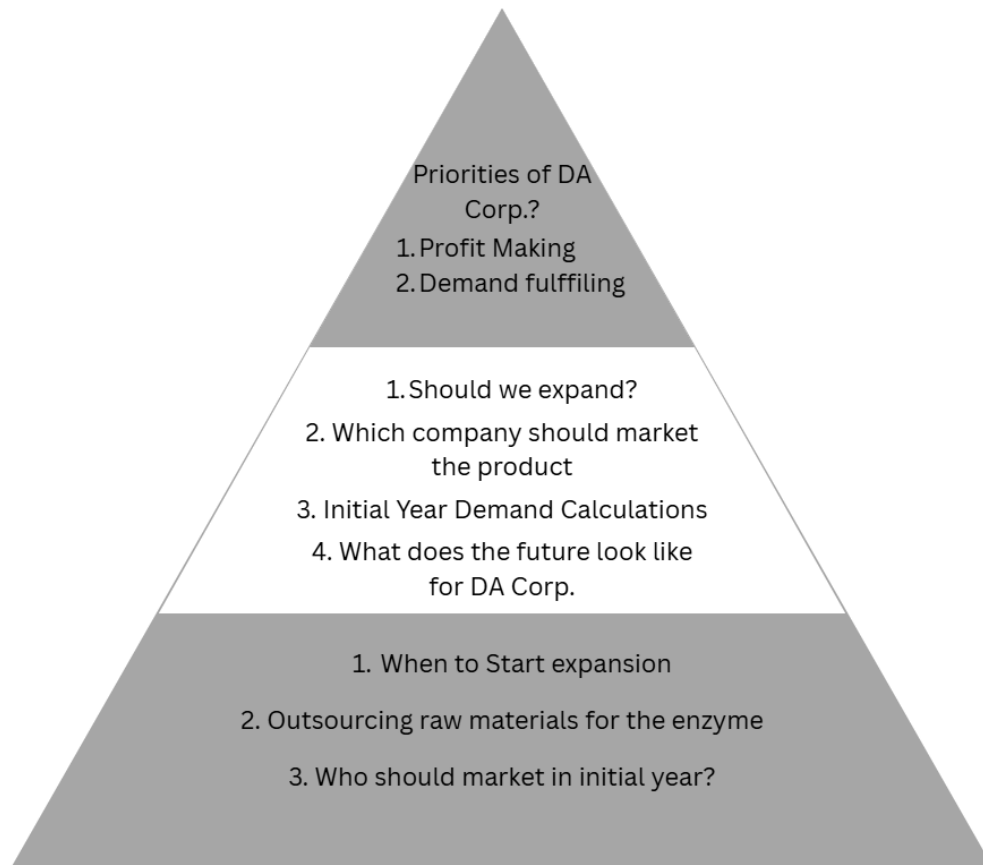 Priorities of DA
Corp.?
1. Profit Making
2. Demand fulffiling
1. Should we expand?
2. Which company should market
the product
3. Initial Year Demand Calculations
4. What does the future look like
for DA Corp.
1. When to Start expansion
2. Outsourcing raw materials for the enzyme
3. Who should market in initial year?